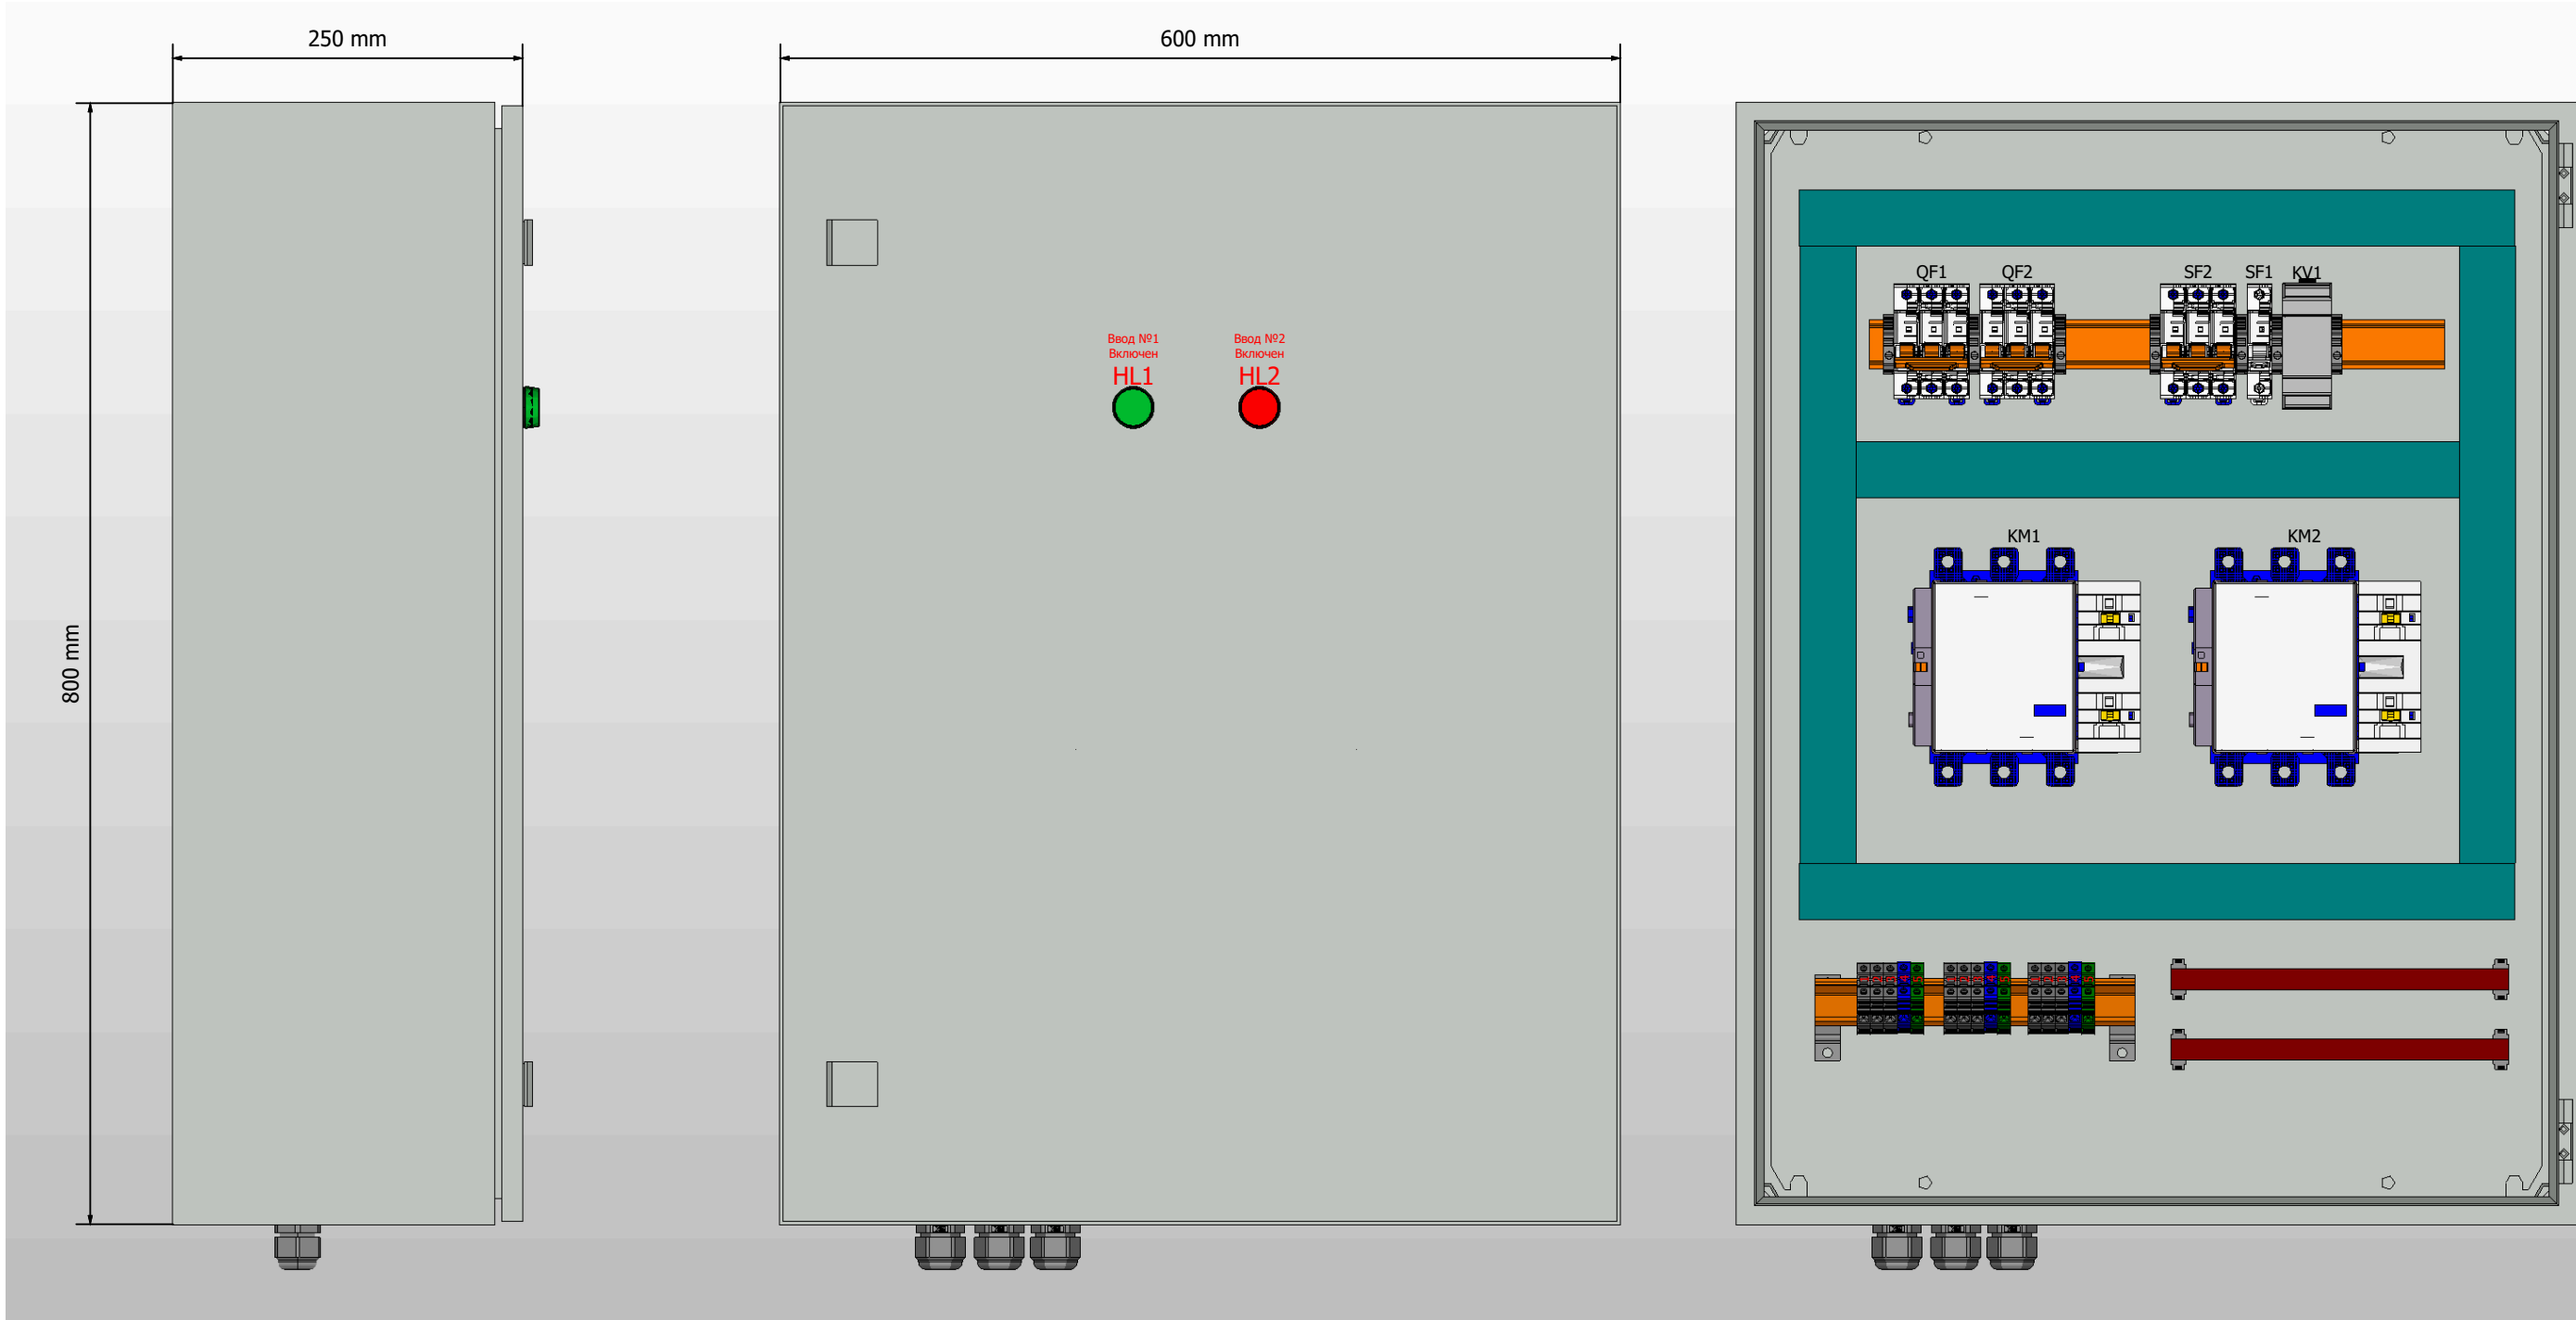 250 mm
600 mm
800 mm
Ввод №1
Включен
HL1
Ввод №2
Включен
HL2
QF1
QF2
SF2
SF1
KV1
KM1
KM2